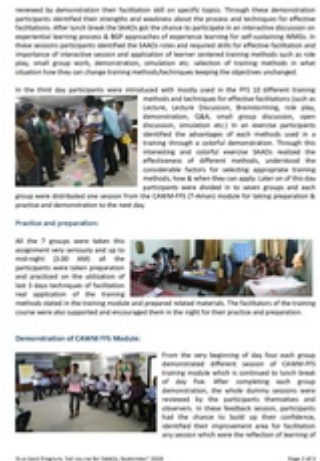 reviewed by demonstration their facilitation skill on specific topics. Through these demonstration
participants identified their strengths and weakness about the process and techniques for effective
facilitations. After lunch break the SAAOs got the chance to participate in an interactive discussion on
experiential learning process & BGP approaches of experience learning for self-sustaining WMGs. In
these sessions participants identified the SAAOs roles and required skills for effective facilitation and
importance of interactive session and application of learner centered training methods such as role
play, small group work, demonstration, simulation etc. selection of training methods in what
situation how they can change training methods/techniques keeping the objectives unchanged.
In the third day participants were introduced with mostly used in the FFS 10 different training
methods and techniques for effective facilitations (such as
Lecture, Lecture Discussion, Brainstorming, role play,
demonstration, Q&A, small group discussion, open
discussion, simulation etc.) In an exercise participants
identified the advantages of each methods used in a
training through a colorful demonstration. Through this
interesting and colorful exercise SAAOs realized the
effectiveness of different methods, understood the
considerable factors for selecting appropriate training
methods, how & when they can apply. Later on of this day
participants were divided in to seven groups and each
group were distributed one session from the CAWM-FFS (T-Aman) module for taking preparation &
practise and demonstration to the next day.
Practice and preparation:
All the 7 groups were taken this
assignment very seriously and up to
mid-night (3.00 AM) all the
participants were taken preparation
and practised on the utilization of
last 3 days techniques of facilitation
real application of the training
methods stated in the training module and prepared related materials. The facilitators of the training
course were also supported and encouraged them in the night for their practice and preparation.
Demonstration of CAWM FFS Module:
From the very beginning of day four each group
demonstrated different session of CAWM-FFS
training module which is continued to lunch break
of day five. After completing each group
demonstration, the whole dummy sessions were
reviewed by the participants themselves and
observers. In these feedback session, participants
had the chance to build up their confidence,
identified their improvement area for facilitation
any session which were the reflection of learning of
Page 2 of 3